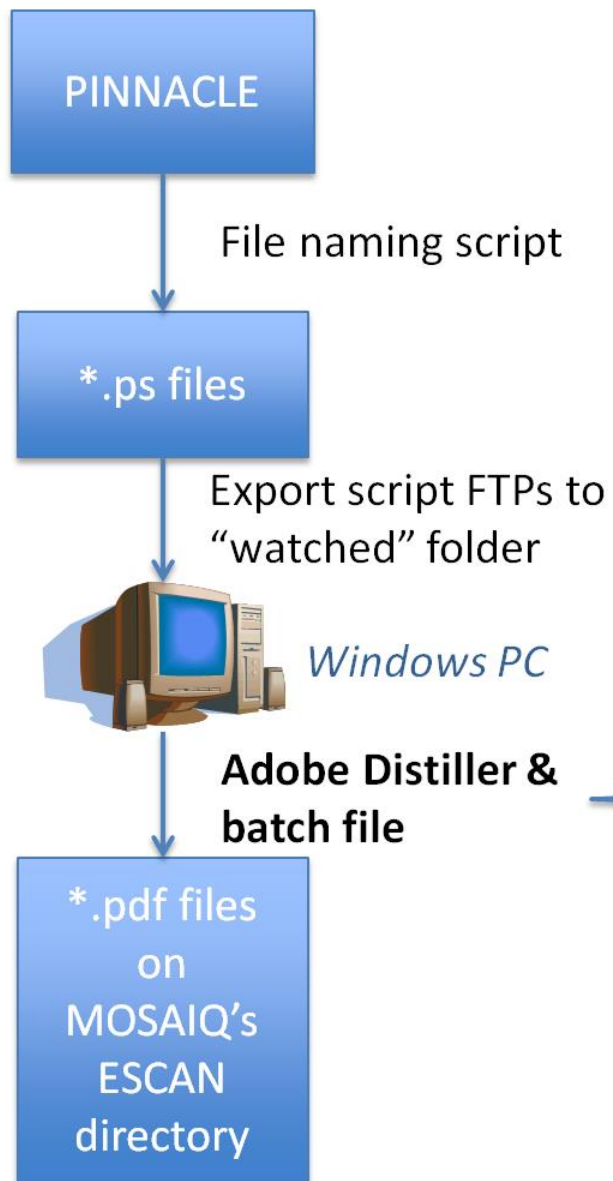 PINNACLE
File naming script
*.ps files
Export script FTPs to
“watched” folder
Windows PC
Adobe Distiller &
batch file
*.pdf files
on
MOSAIQ’s
ESCAN
directory